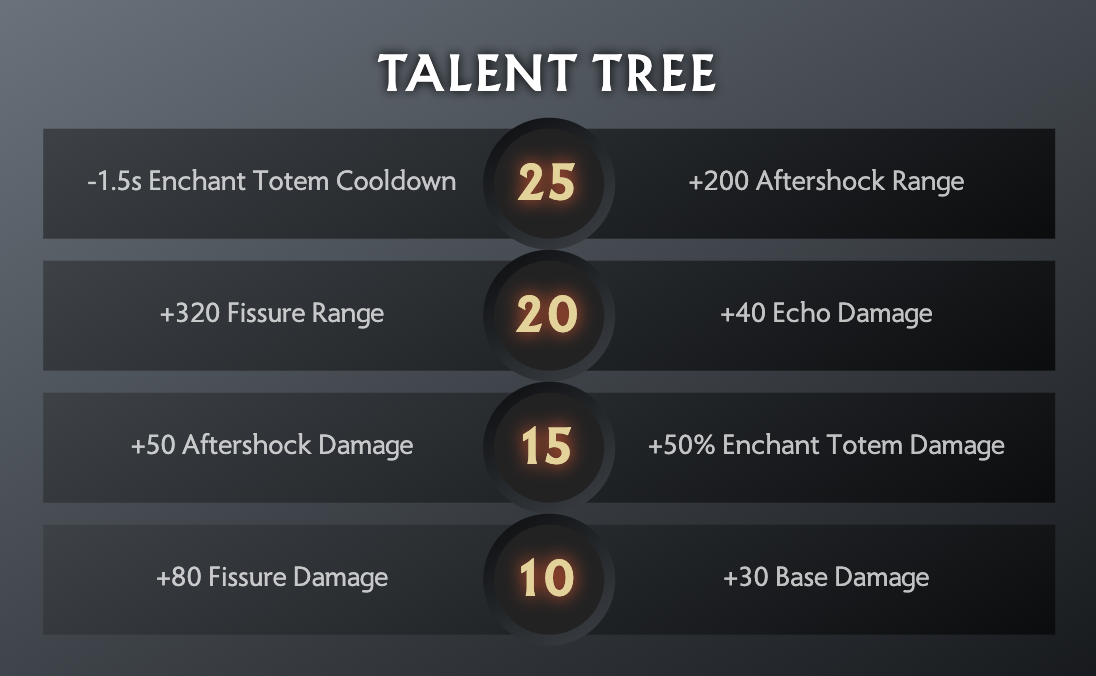 TALENT TREE
-1.5s Enchant Totem Cooldown 25 +200 Aftershock Range
+320 Fissure Range 20 +40 Echo Damage
+50 Aftershock Damage 15 +50% Enchant Totem Damage
+80 Fissure Damage 10 +30 Base Damage